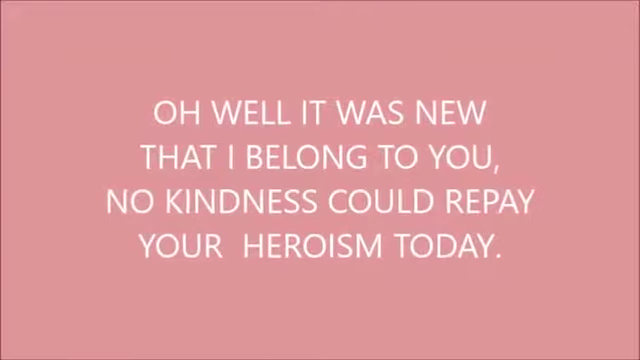 OH WELL IT WAS NEW
THAT I BELONG TO YOU,
NO KINDNESS COULD REPAY
YOUR  HEROISM TODAY.